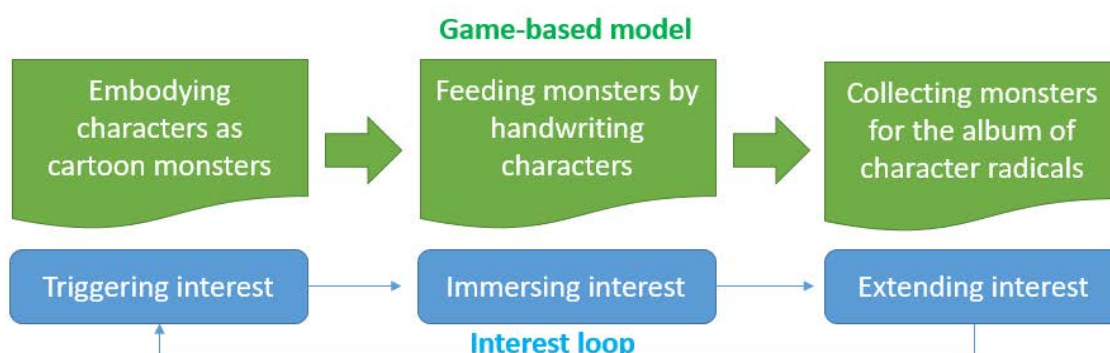 Game-based model
Embodying
characters as
cartoon monsters
Feeding monsters by
handwriting
characters
Collecting monsters
for the album of
character radicals
Triggering interest
Immersing interest
Extending interest
Interest loop